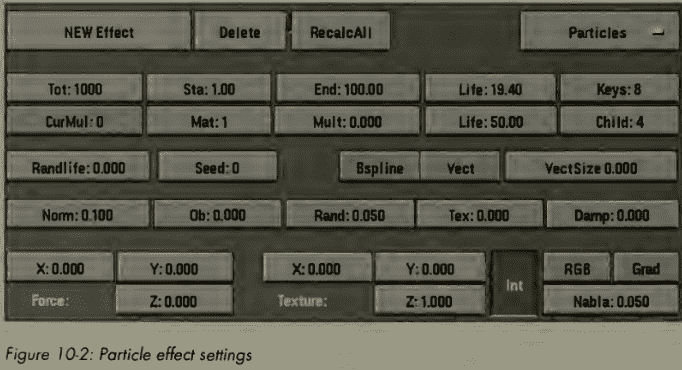 NEW Effect Delete RecalcAll Particles
Tot: 1000 Sta: 1.00 End: 100.00 Life: 19.40 Keys: 8
CurMul: 0 Mat: 1 Mult: 0.000 Life: 50.00 Child: 4
Randlife: 0.000 Seed: 0 Bspline Vect VectSize 0.000
Norm: 0.100 Ob: 0.000 Rand: 0.050 Tex: 0.000 Damp: 0.000
X: 0.000 Y: 0.000 X: 0.000 Y: 0.000 Int RGB Grad
Force: Z: 0.000 Texture: Z: 1.000 Nabla: 0.050
Figure 10-2: Particle effect settings